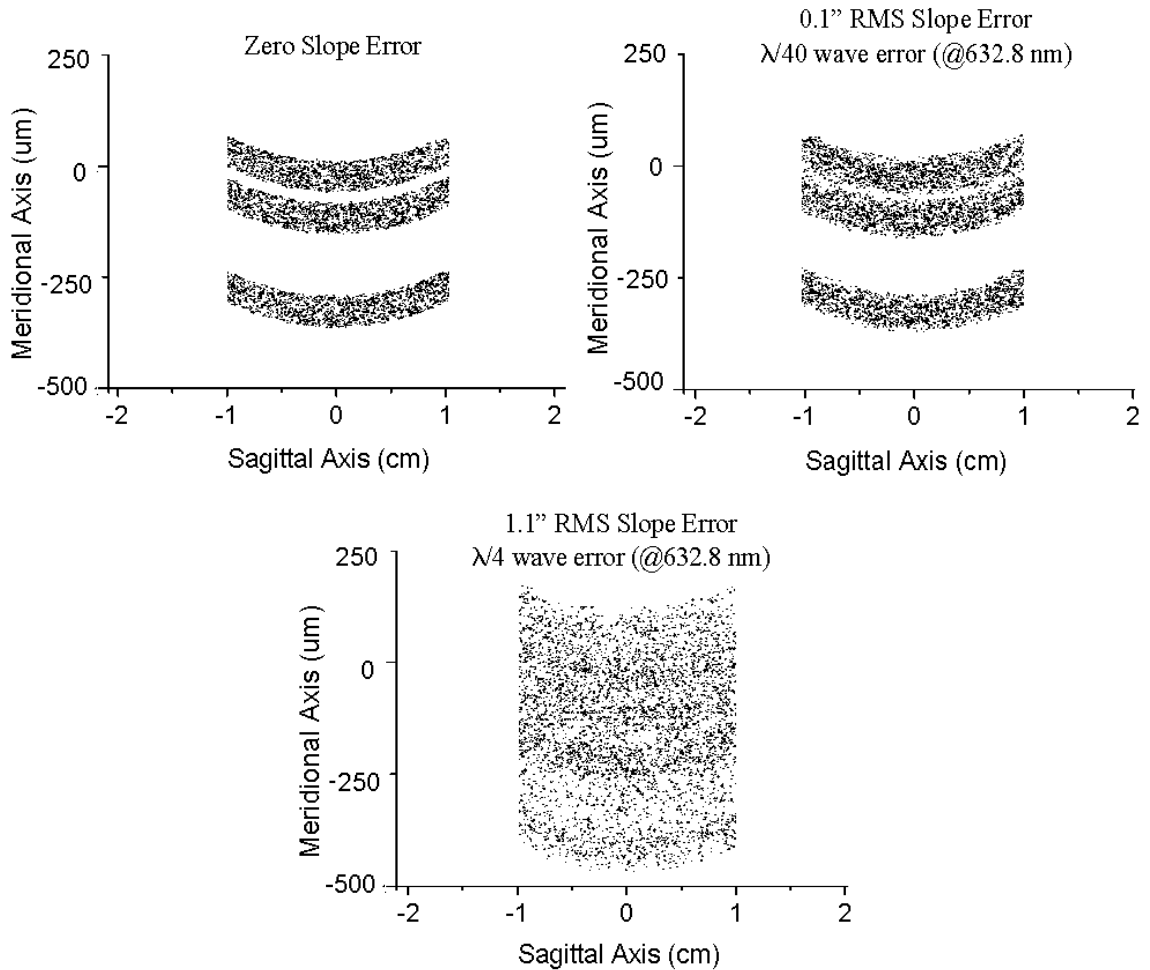 Zero Slope Error
250
0
-250
-500
Meridional Axis (um)
-2
-1
0
1
2
Sagittal Axis (cm)
0.1” RMS Slope Error
λ/40 wave error (@632.8 nm)
250
0
-250
-500
Meridional Axis (um)
-2
-1
0
1
2
Sagittal Axis (cm)
1.1” RMS Slope Error
λ/4 wave error (@632.8 nm)
250
0
-250
-500
Meridional Axis (um)
-2
-1
0
1
2
Sagittal Axis (cm)